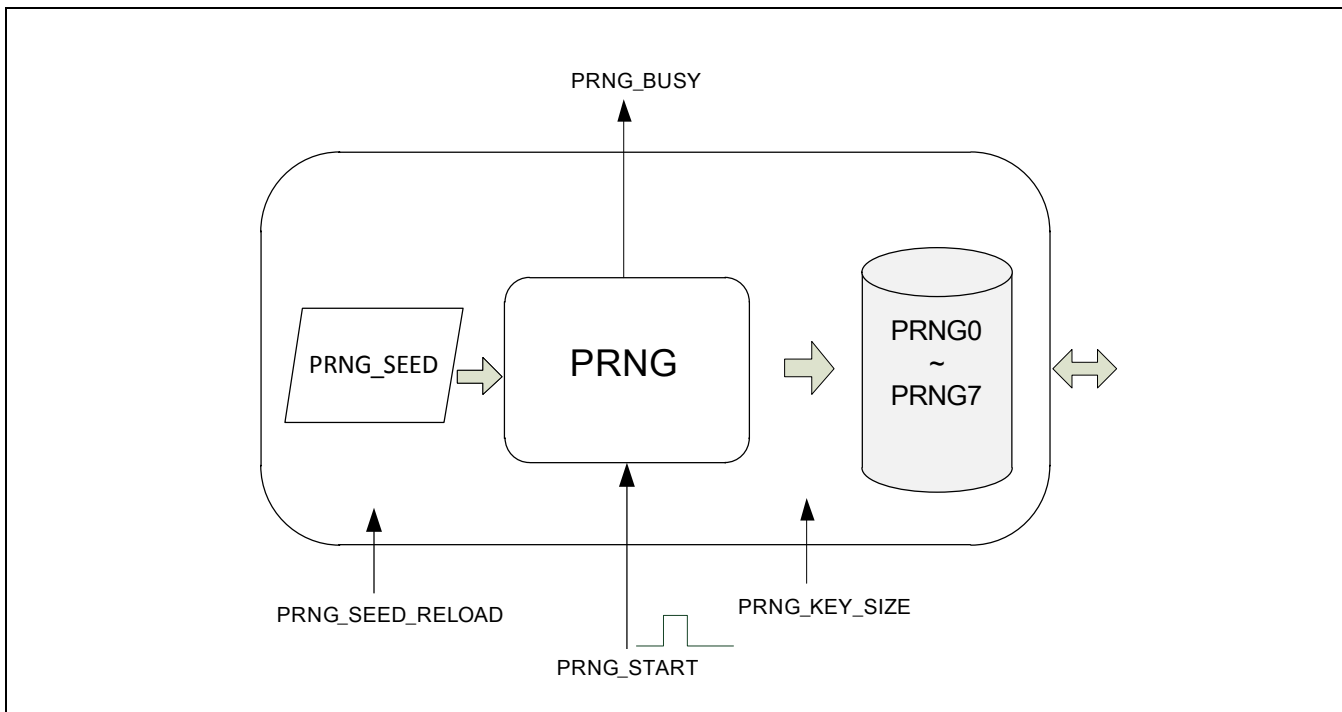 PRNG_BUSY
PRNG_SEED
PRNG
PRNG0
~
PRNG7
PRNG_SEED_RELOAD
PRNG_KEY_SIZE
PRNG_START